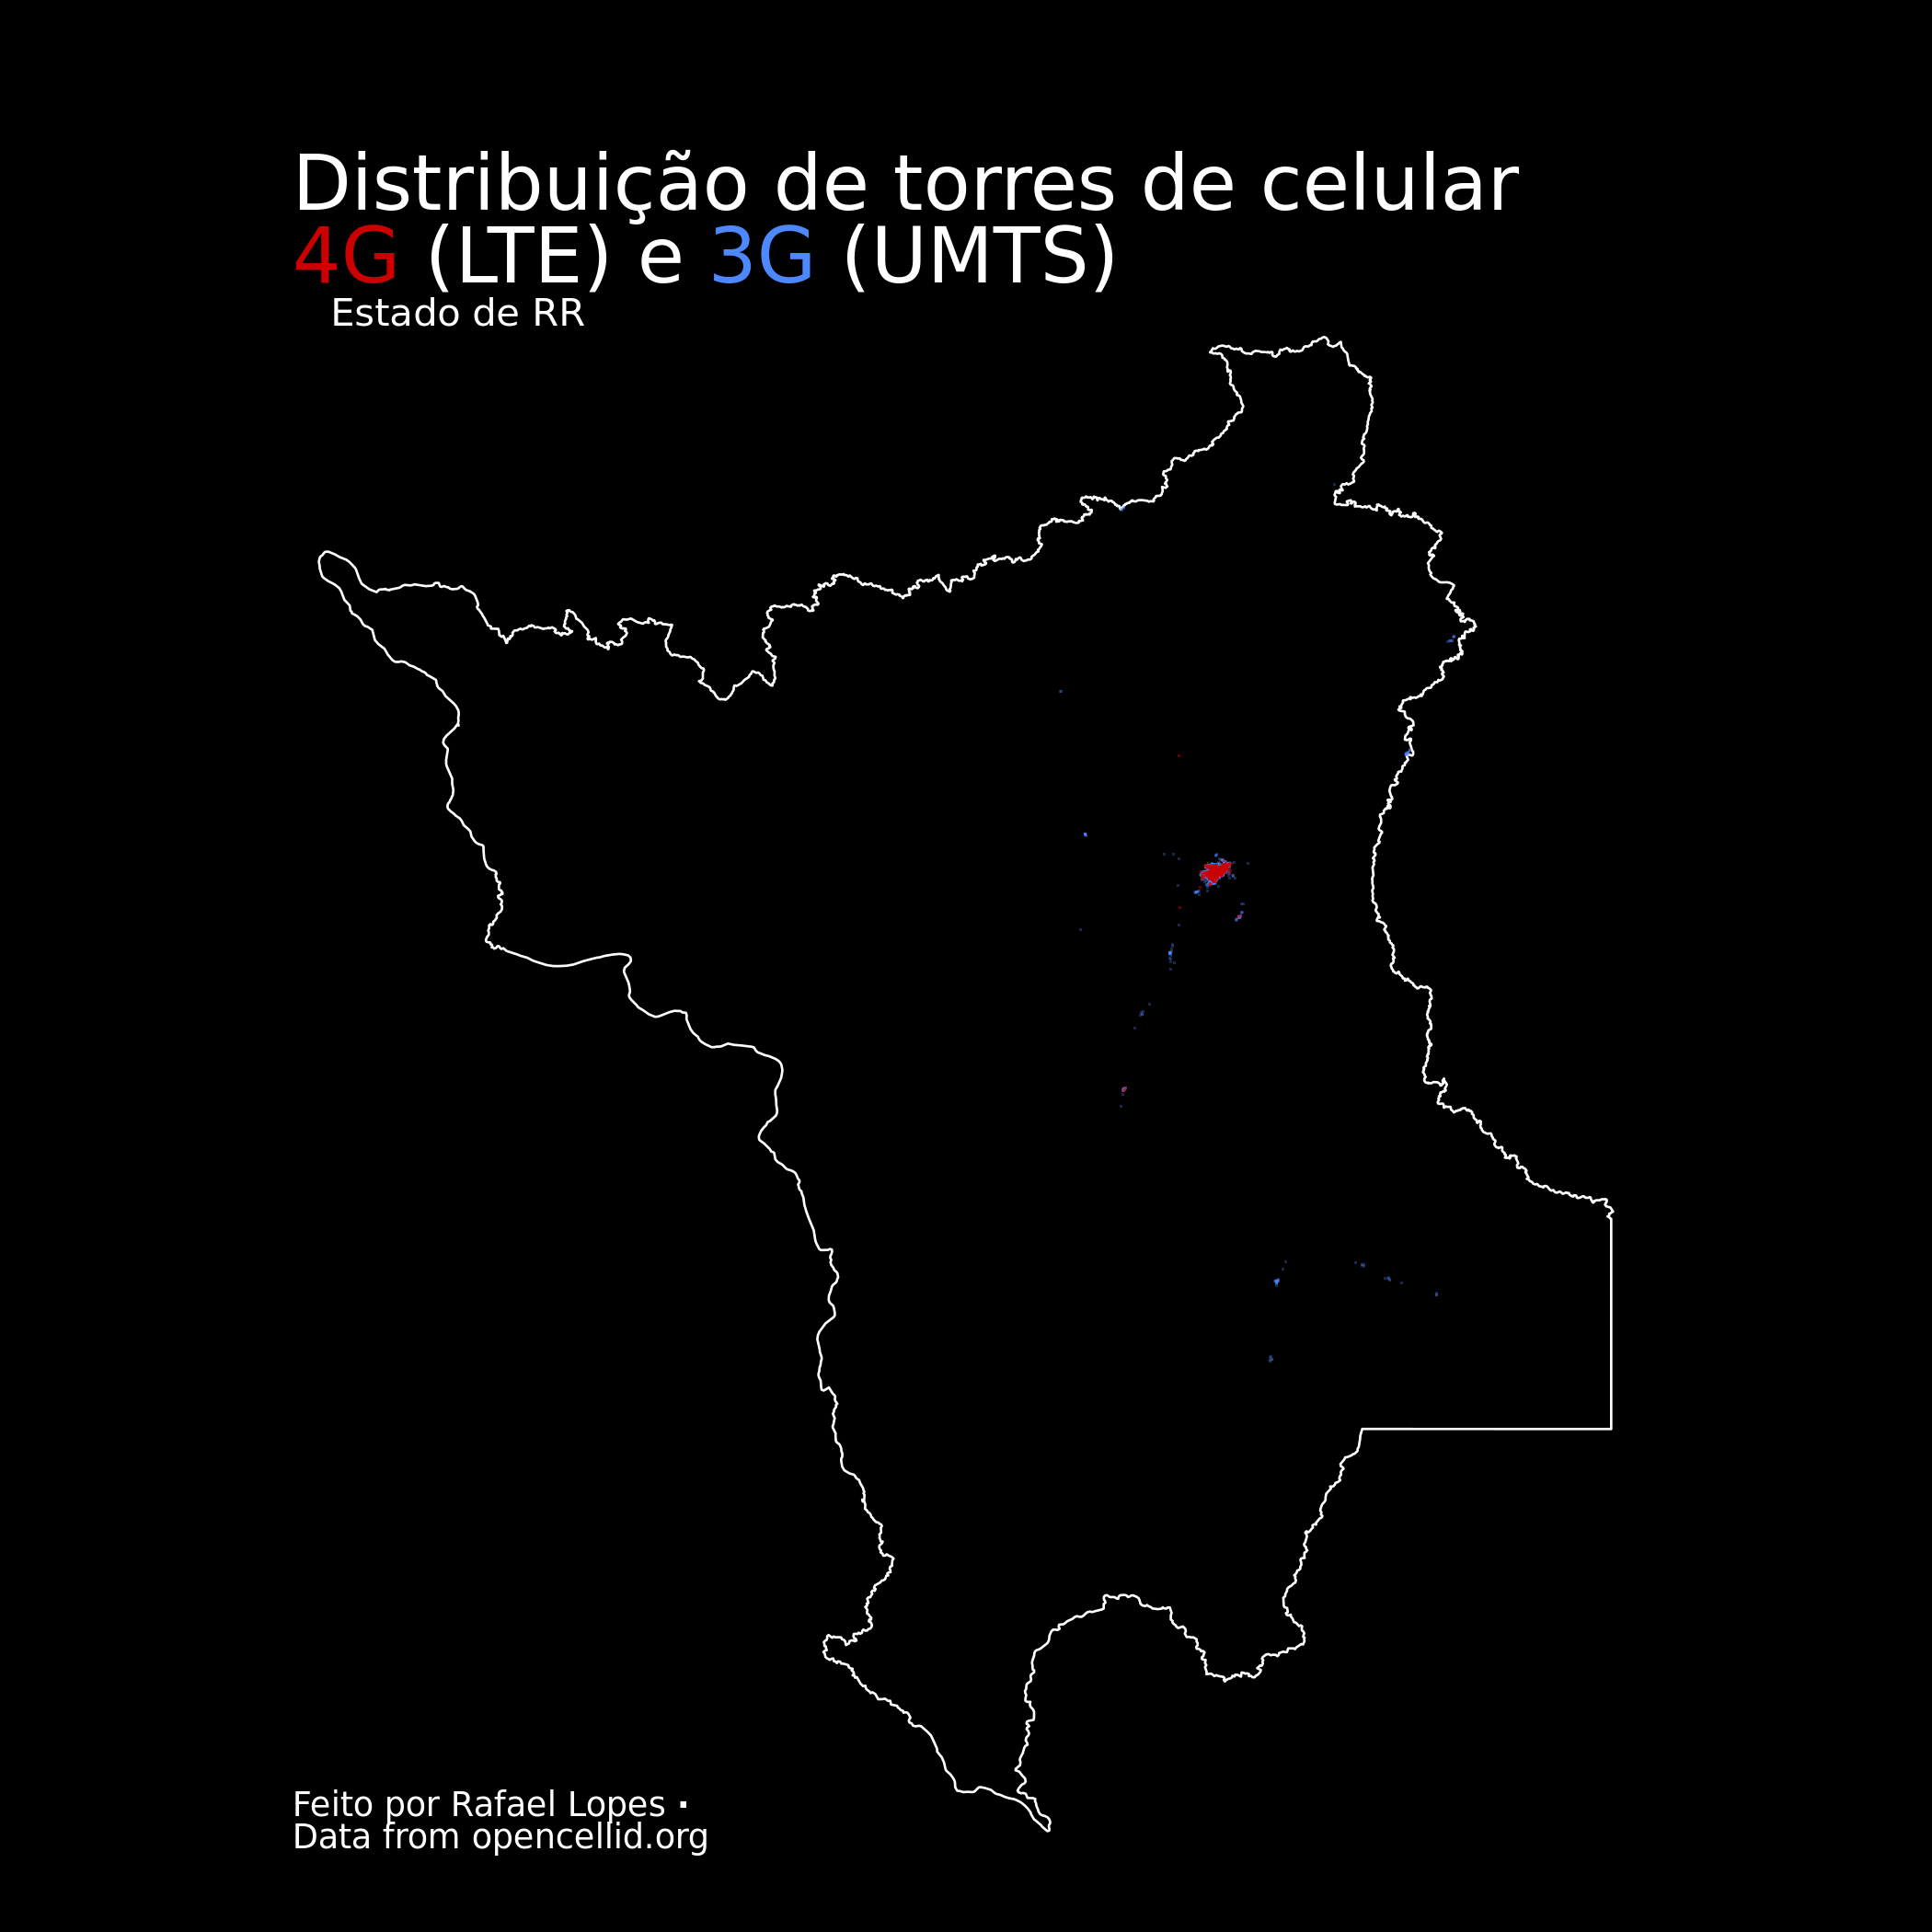 Distribuição de torres de celular
4G (LTE) e 3G (UMTS)
Estado de RR
Feito por Rafael Lopes ·
Data from opencellid.org